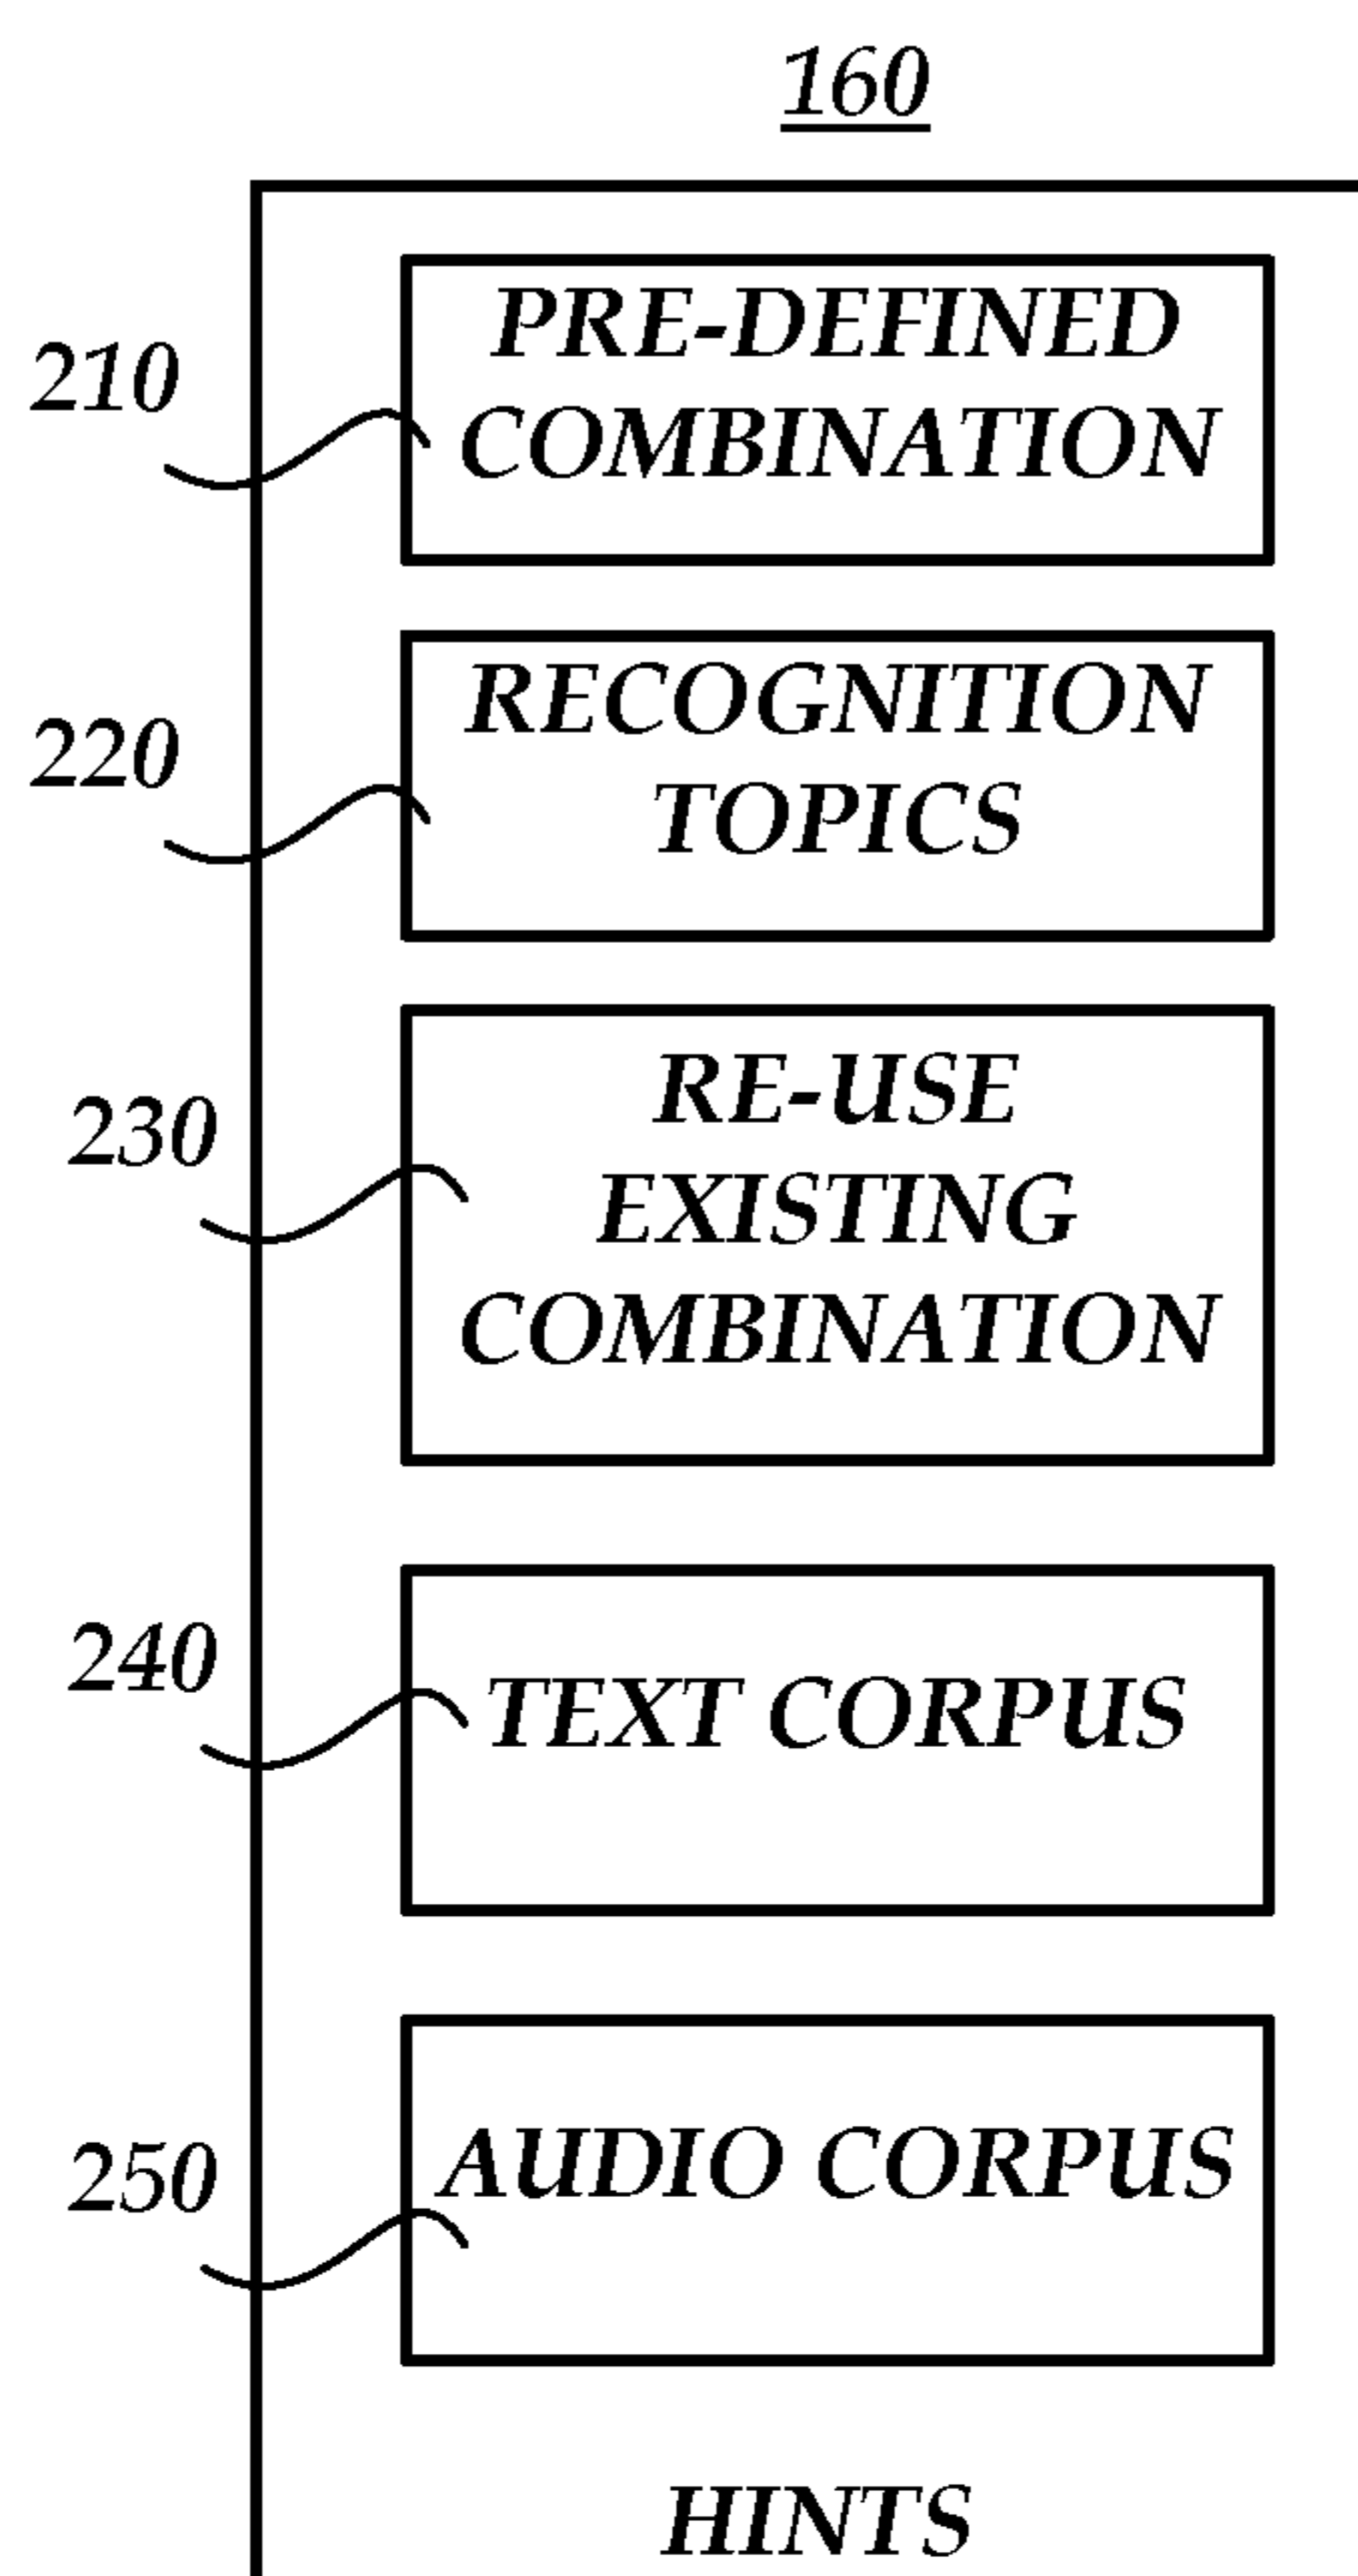 160
210
PRE-DEFINED
COMBINATION
220
RECOGNITION
TOPICS
230
RE-USE
EXISTING
COMBINATION
240
TEXT CORPUS
250
AUDIO CORPUS
HINTS